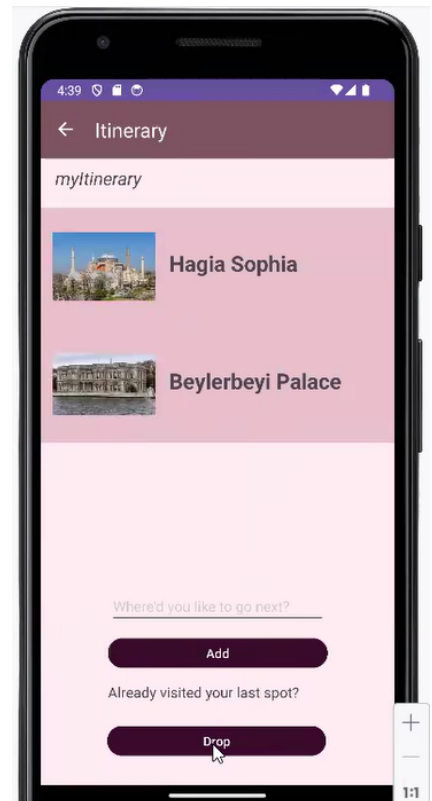 4:39
Itinerary
myItinerary
Hagia Sophia
Beylerbeyi Palace
Where'd you like to go next?
Add
Already visited your last spot?
Drop
1:1